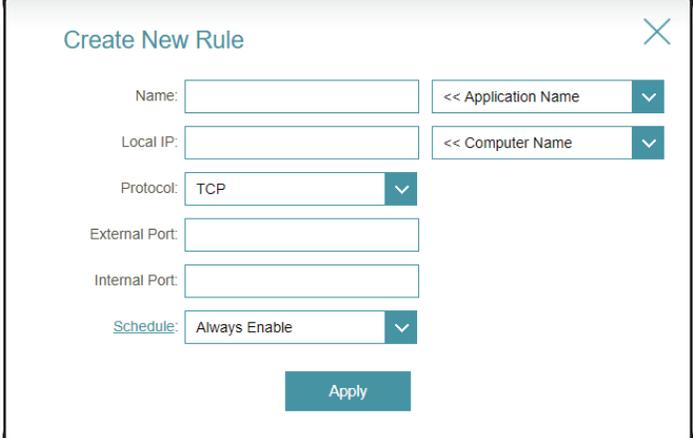 Create New Rule
Name: << Application Name
Local IP: << Computer Name
Protocol: TCP
External Port:
Internal Port:
Schedule: Always Enable
Apply